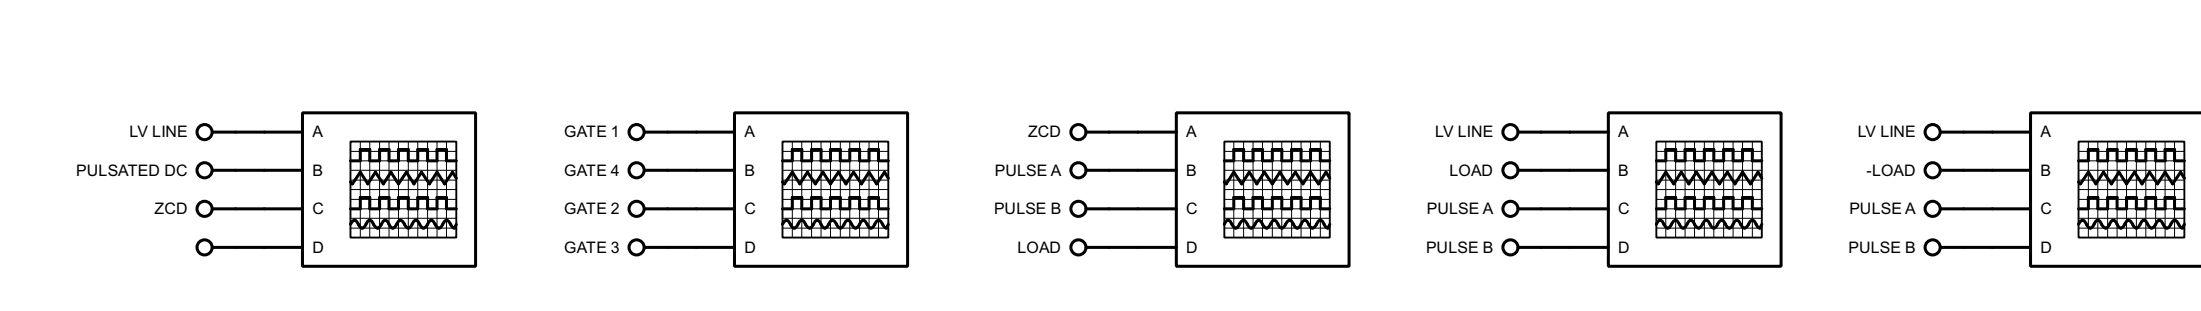 LV LINE A
PULSATED DC B
ZCD C
D
GATE 1 A
GATE 4 B
GATE 2 C
GATE 3 D
ZCD A
PULSE A B
PULSE B C
LOAD D
LV LINE A
LOAD B
PULSE A C
PULSE B D
LV LINE A
-LOAD B
PULSE A C
PULSE B D